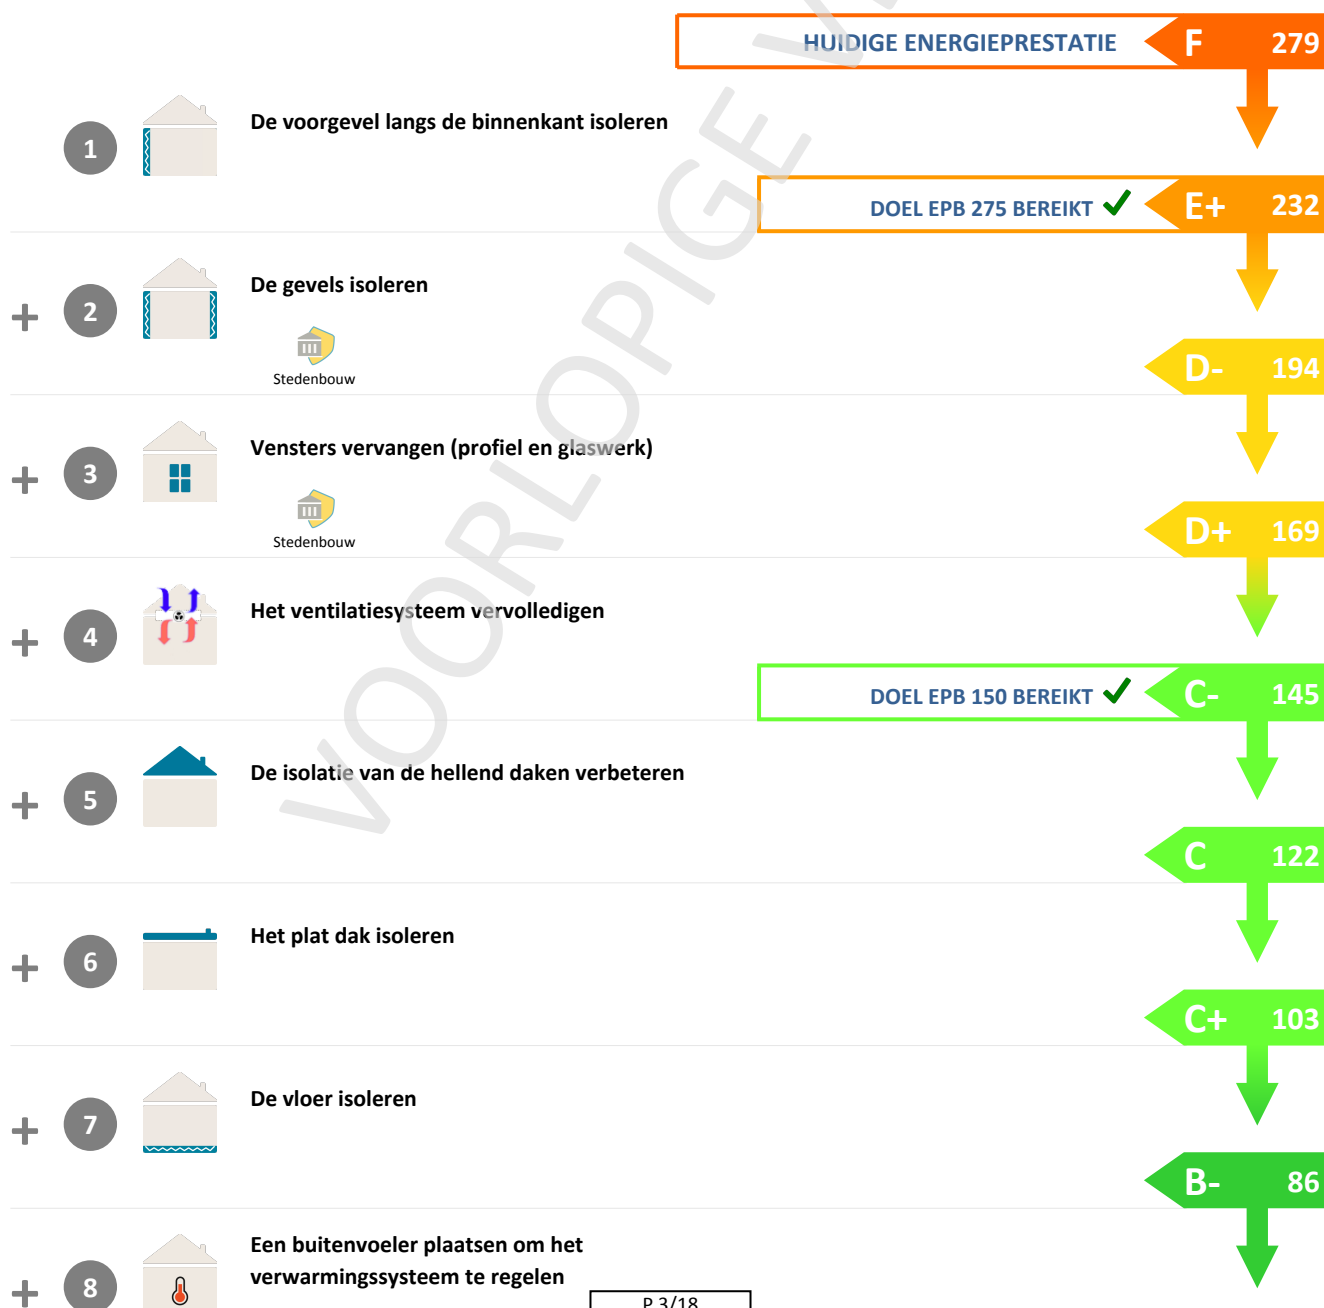 HUIDIGE ENERGIEPRESTATIE F 279
1 De voorgevel langs de binnenkant isoleren
DOEL EPB 275 BEREIKT ✔ E+ 232
+ 2 De gevels isoleren
Stedenbouw
D- 194
+ 3 Vensters vervangen (profiel en glaswerk)
Stedenbouw
D+ 169
+ 4 Het ventilatiesysteem vervolledigen
DOEL EPB 150 BEREIKT ✔ C- 145
+ 5 De isolatie van de hellend daken verbeteren
C 122
+ 6 Het plat dak isoleren
C+ 103
+ 7 De vloer isoleren
B- 86
+ 8 Een buitenvoeler plaatsen om het
verwarmingssysteem te regelen
P 3/18
VOORLOPIGE